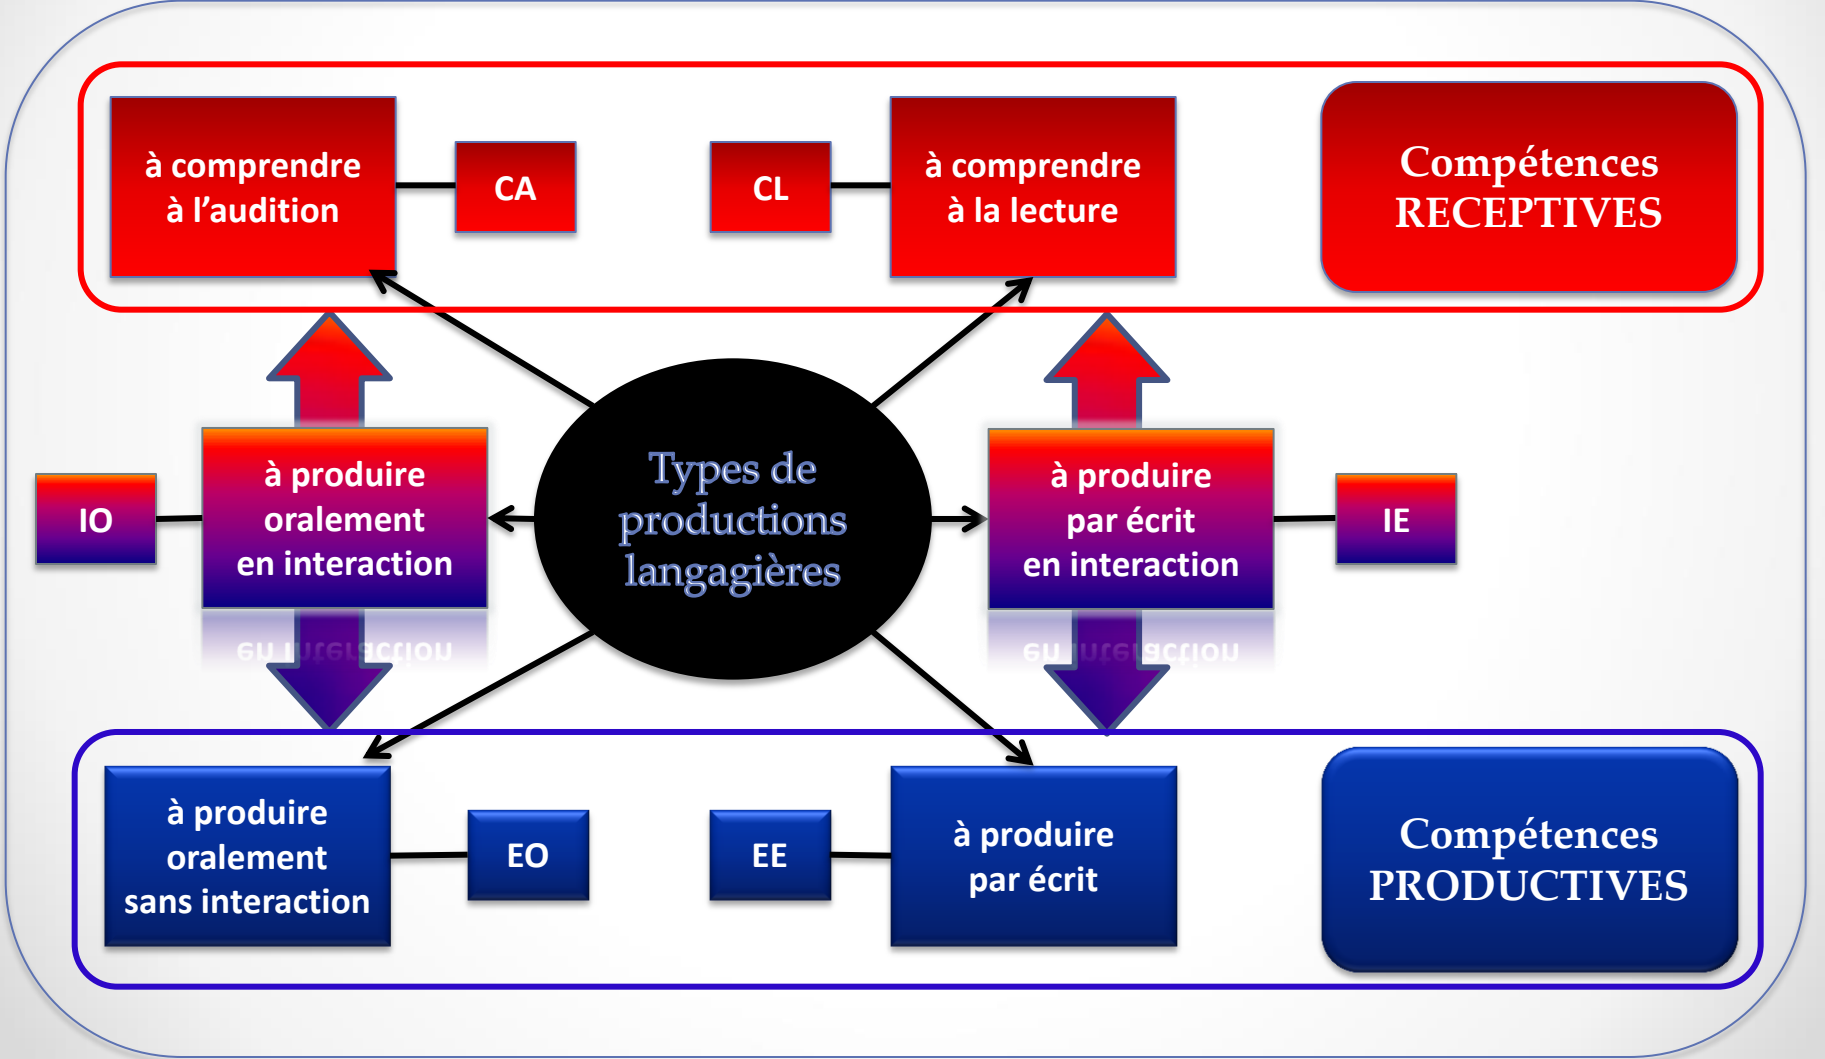 à comprendre
à l’audition
CA
CL
à comprendre
à la lecture
Compétences
RECEPTIVES
IO
à produire
oralement
en interaction
Types de
productions
langagières
à produire
par écrit
en interaction
IE
à produire
oralement
sans interaction
EO
EE
à produire
par écrit
Compétences
PRODUCTIVES